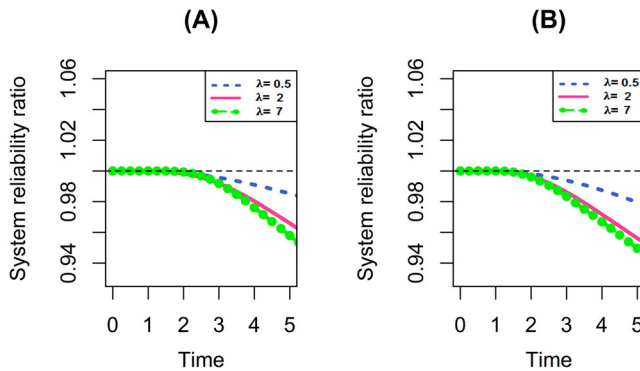 (A)
System reliability ratio
1.06
1.02
0.98
0.94
λ= 0.5
λ= 2
λ= 7
0 1 2 3 4 5
Time
(B)
System reliability ratio
1.06
1.02
0.98
0.94
λ= 0.5
λ= 2
λ= 7
0 1 2 3 4 5
Time